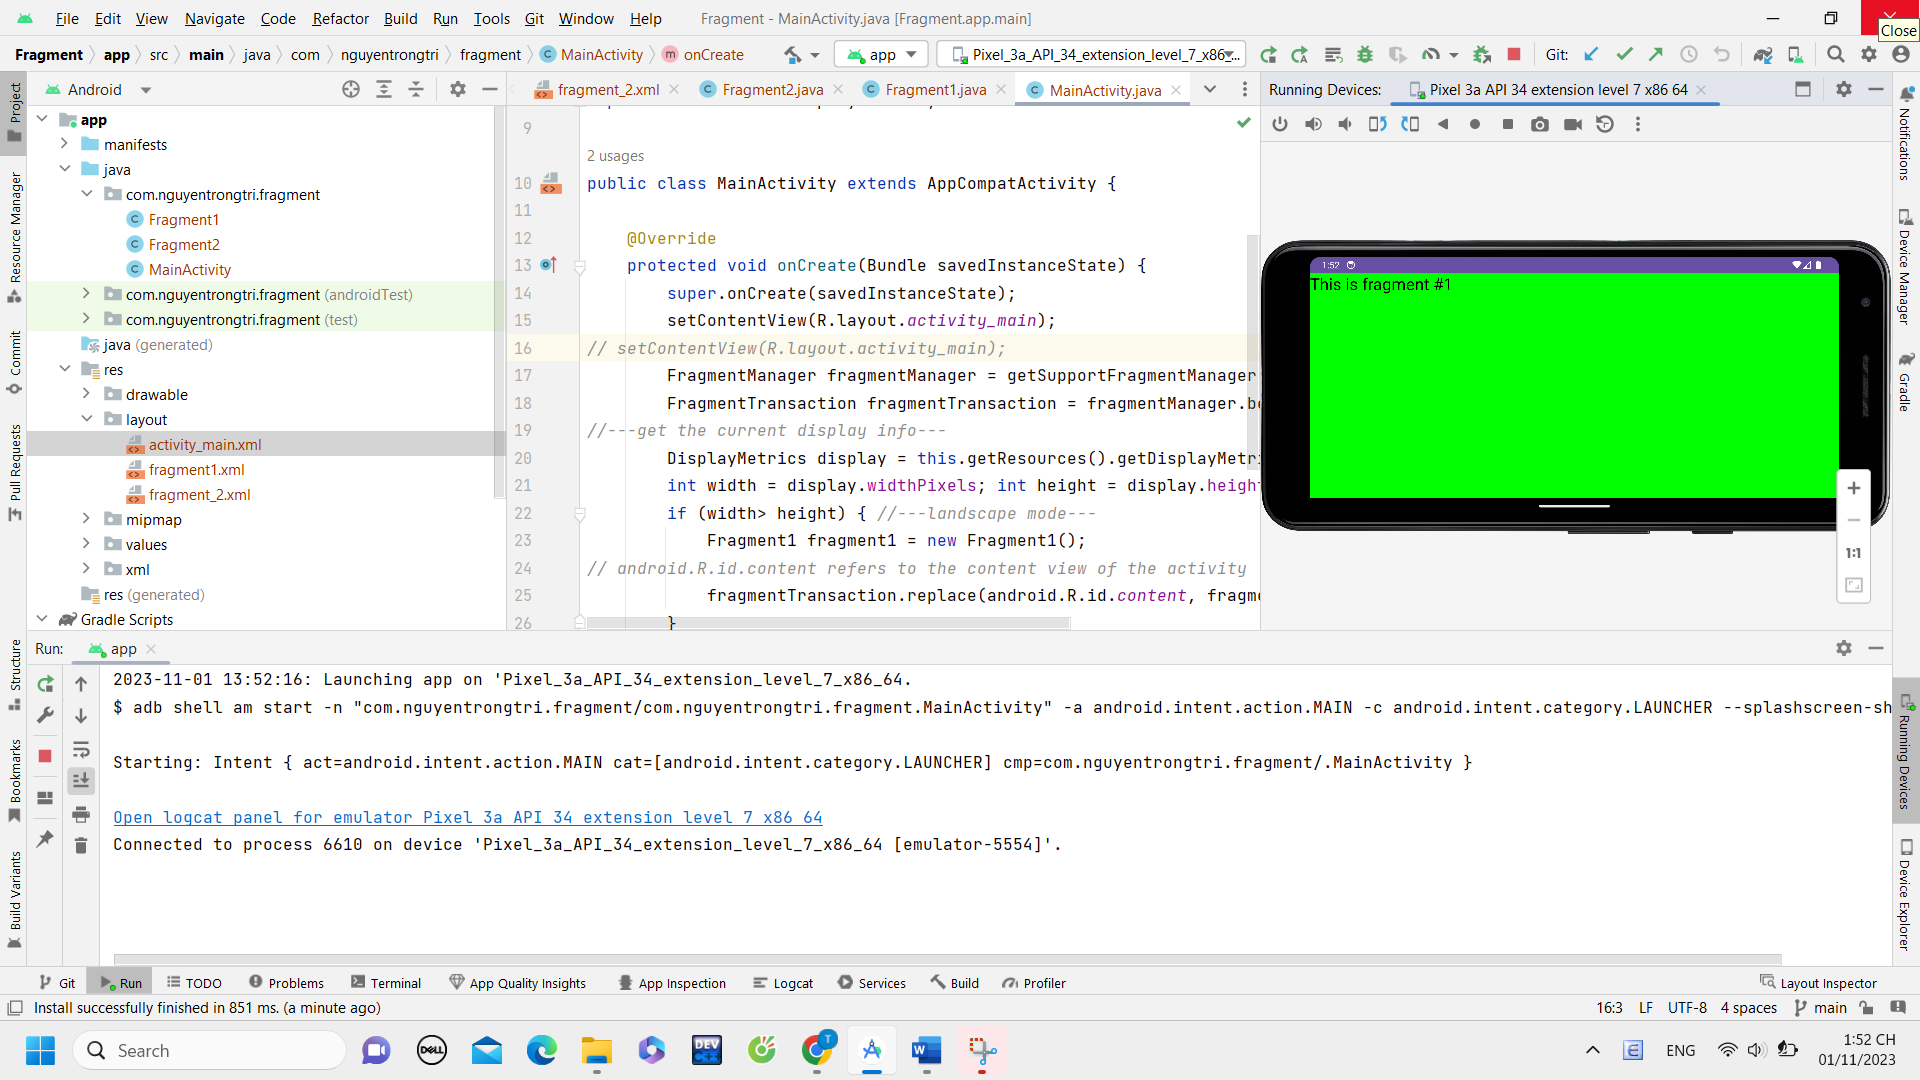 File Edit View Navigate Code Refactor Build Run Tools Git Window Help Fragment - MainActivity.java [Fragment.app.main]
Close
Fragment app src main java com nguyentrongtri fragment MainActivity onCreate app Pixel_3a_API_34_extension_level_7_x86... Git:
Project
Android
app
manifests
java
com.nguyentrongtri.fragment
Fragment1
Fragment2
MainActivity
com.nguyentrongtri.fragment (androidTest)
com.nguyentrongtri.fragment (test)
java (generated)
res
drawable
layout
activity_main.xml
fragment1.xml
fragment_2.xml
mipmap
values
xml
res (generated)
Gradle Scripts
Resource Manager
Commit
Pull Requests
Structure
Bookmarks
Build Variants
fragment_2.xml Fragment2.java Fragment1.java MainActivity.java
9
2 usages
10 public class MainActivity extends AppCompatActivity {
11
12 @Override
13 protected void onCreate(Bundle savedInstanceState) {
14 super.onCreate(savedInstanceState);
15 setContentView(R.layout.activity_main);
16 // setContentView(R.layout.activity_main);
17 FragmentManager fragmentManager = getSupportFragmentManager
18 FragmentTransaction fragmentTransaction = fragmentManager.be
19 //---get the current display info---
20 DisplayMetrics display = this.getResources().getDisplayMetri
21 int width = display.widthPixels; int height = display.height
22 if (width> height) { //---landscape mode---
23 Fragment1 fragment1 = new Fragment1();
24 // android.R.id.content refers to the content view of the activity
25 fragmentTransaction.replace(android.R.id.content, fragme
26 }
Running Devices: Pixel 3a API 34 extension level 7 x86 64
1:52
This is fragment #1
1:1
Notifications
Device Manager
Gradle
Running Devices
Device Explorer
Run: app
2023-11-01 13:52:16: Launching app on 'Pixel_3a_API_34_extension_level_7_x86_64.
$ adb shell am start -n "com.nguyentrongtri.fragment/com.nguyentrongtri.fragment.MainActivity" -a android.intent.action.MAIN -c android.intent.category.LAUNCHER --splashscreen-sh
Starting: Intent { act=android.intent.action.MAIN cat=[android.intent.category.LAUNCHER] cmp=com.nguyentrongtri.fragment/.MainActivity }
Open logcat panel for emulator Pixel 3a API 34 extension level 7 x86 64
Connected to process 6610 on device 'Pixel_3a_API_34_extension_level_7_x86_64 [emulator-5554]'.
Git Run TODO Problems Terminal App Quality Insights App Inspection Logcat Services Build Profiler Layout Inspector
Install successfully finished in 851 ms. (a minute ago) 16:3 LF UTF-8 4 spaces main
Search DELL DEV C++ T W ENG 1:52 CH
01/11/2023